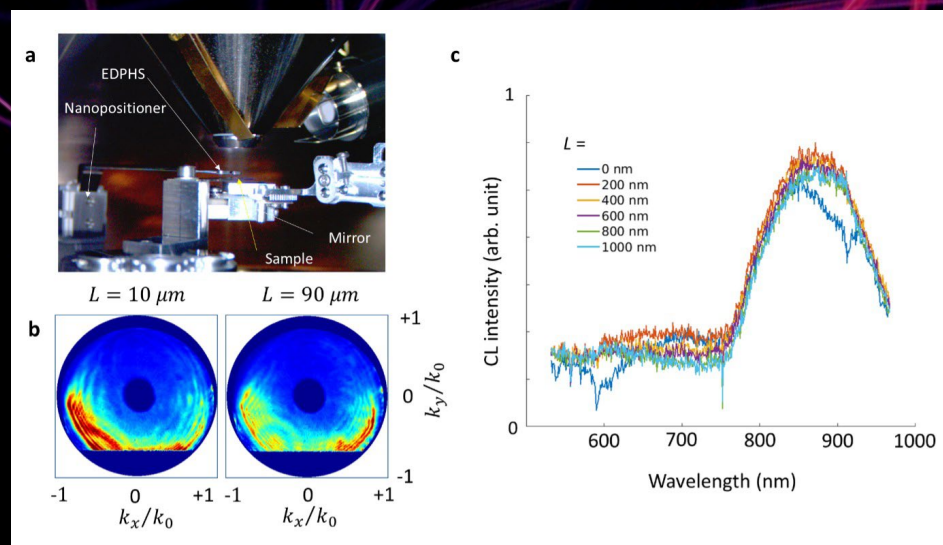 a
EDPHS
Nanopositioner
Mirror
Sample
L = 10 μm
L = 90 μm
b
+1
0
-1
k_y/k_0
-1
0
+1
-1
0
+1
k_x/k_0
k_x/k_0
c
1
L =
0 nm
200 nm
400 nm
600 nm
800 nm
1000 nm
CL intensity (arb. unit)
0
600
700
800
900
1000
Wavelength (nm)